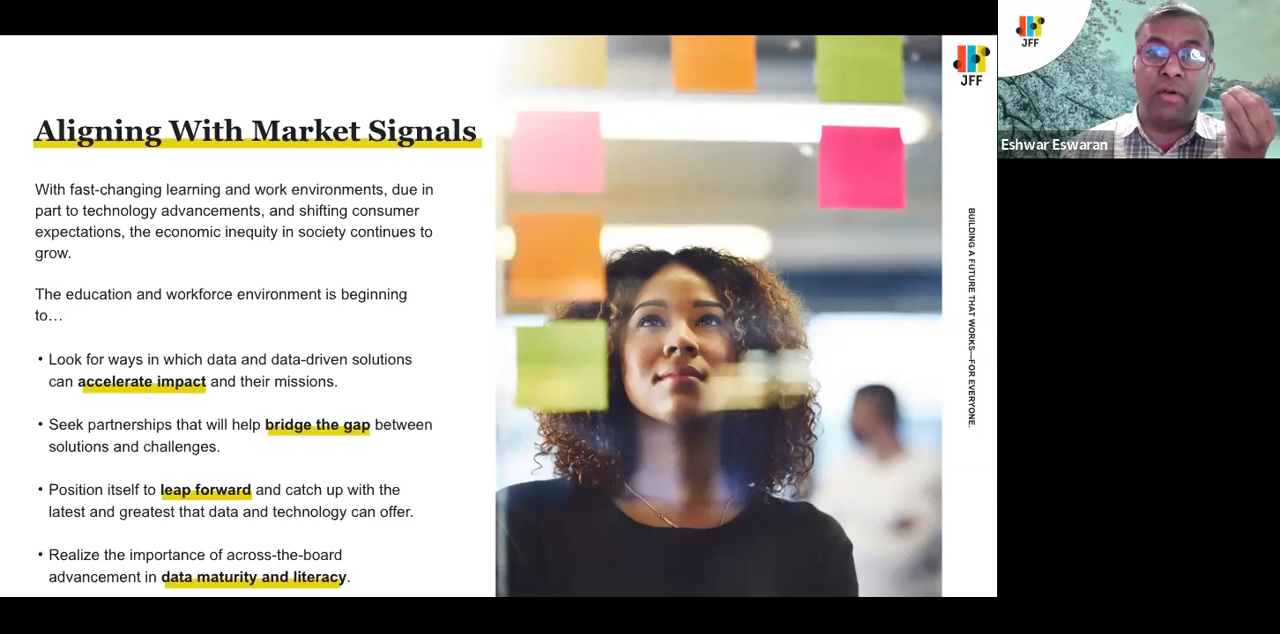 Aligning With Market Signals
With fast-changing learning and work environments, due in
part to technology advancements, and shifting consumer
expectations, the economic inequity in society continues to
grow.
The education and workforce environment is beginning
to…
• Look for ways in which data and data-driven solutions
can accelerate impact and their missions.
• Seek partnerships that will help bridge the gap between
solutions and challenges.
• Position itself to leap forward and catch up with the
latest and greatest that data and technology can offer.
• Realize the importance of across-the-board
advancement in data maturity and literacy.
JFF
BUILDING A FUTURE THAT WORKS—FOR EVERYONE.
JFF
Eshwar Eswaran